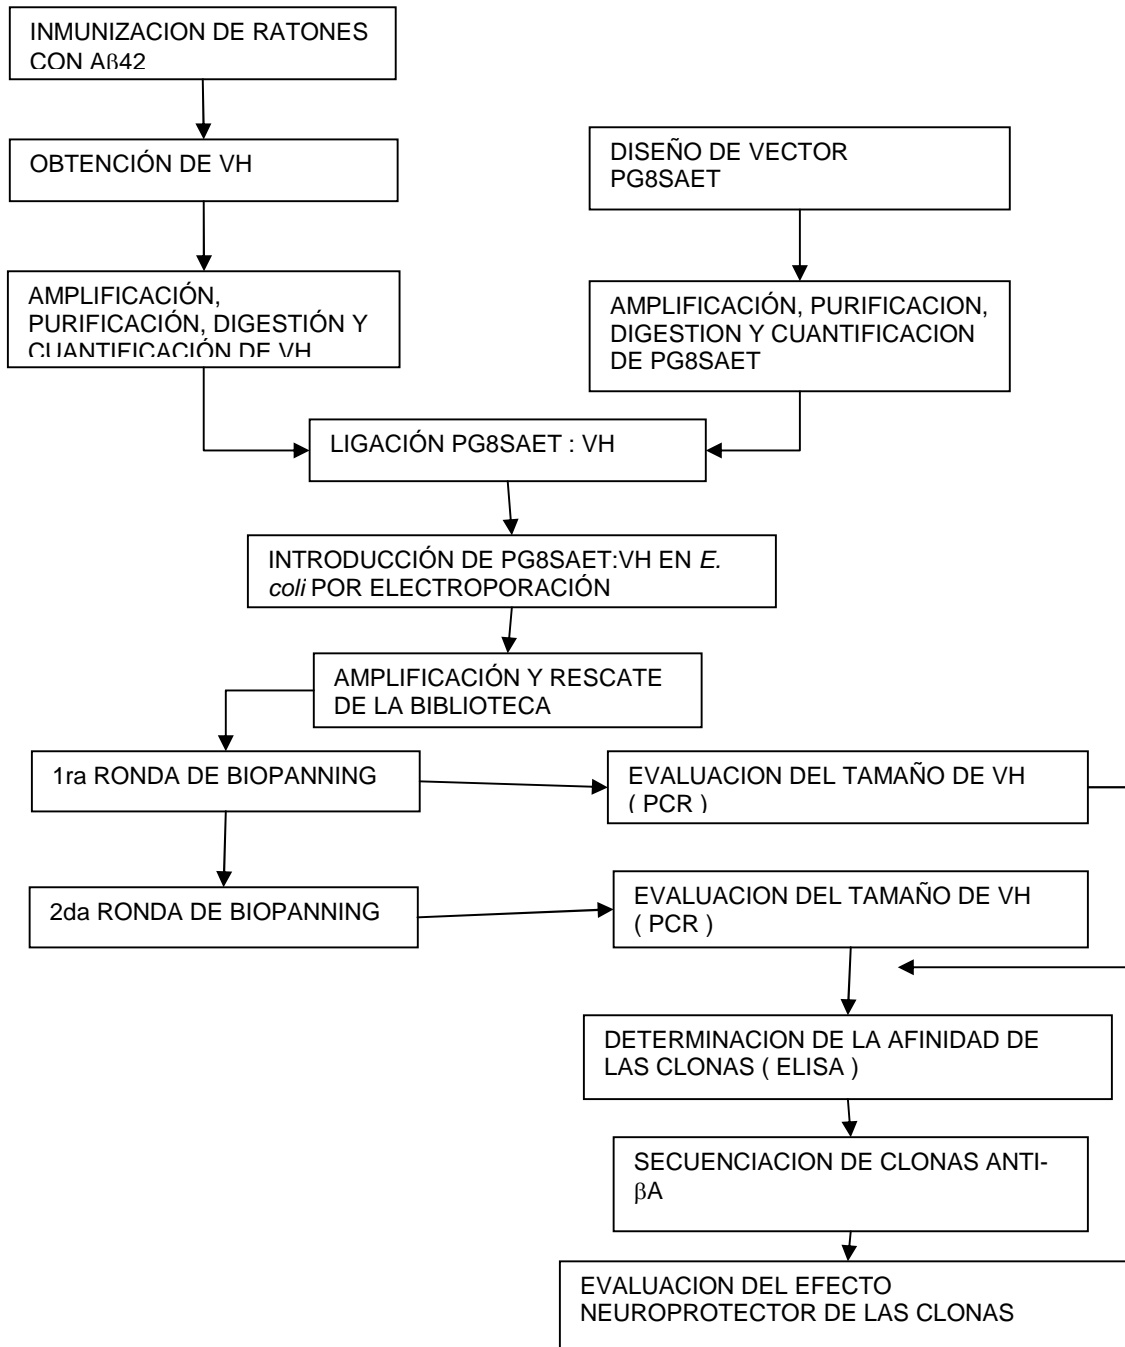 INMUNIZACION DE RATONES
CON Aβ42
OBTENCIÓN DE VH
DISEÑO DE VECTOR
PG8SAET
AMPLIFICACIÓN,
PURIFICACIÓN, DIGESTIÓN Y
CUANTIFICACIÓN DE VH
AMPLIFICACIÓN, PURIFICACION,
DIGESTION Y CUANTIFICACION
DE PG8SAET
LIGACIÓN PG8SAET : VH
INTRODUCCIÓN DE PG8SAET:VH EN E.
coli POR ELECTROPORACIÓN
AMPLIFICACIÓN Y RESCATE
DE LA BIBLIOTECA
1ra RONDA DE BIOPANNING
EVALUACION DEL TAMAÑO DE VH
( PCR )
2da RONDA DE BIOPANNING
EVALUACION DEL TAMAÑO DE VH
( PCR )
DETERMINACION DE LA AFINIDAD DE
LAS CLONAS ( ELISA )
SECUENCIACION DE CLONAS ANTI-
βA
EVALUACION DEL EFECTO
NEUROPROTECTOR DE LAS CLONAS